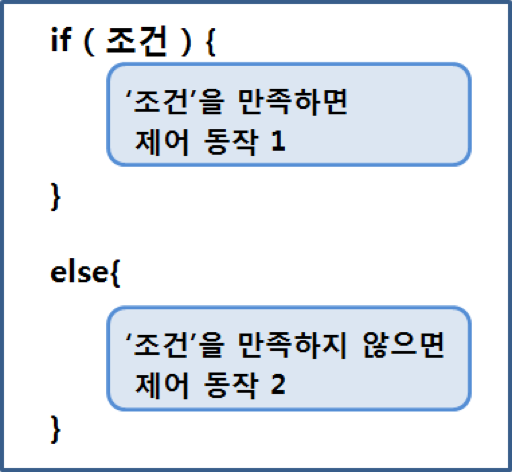 if ( 조건 ) {
‘조건’을 만족하면
제어 동작 1
}
else{
‘조건’을 만족하지 않으면
제어 동작 2
}